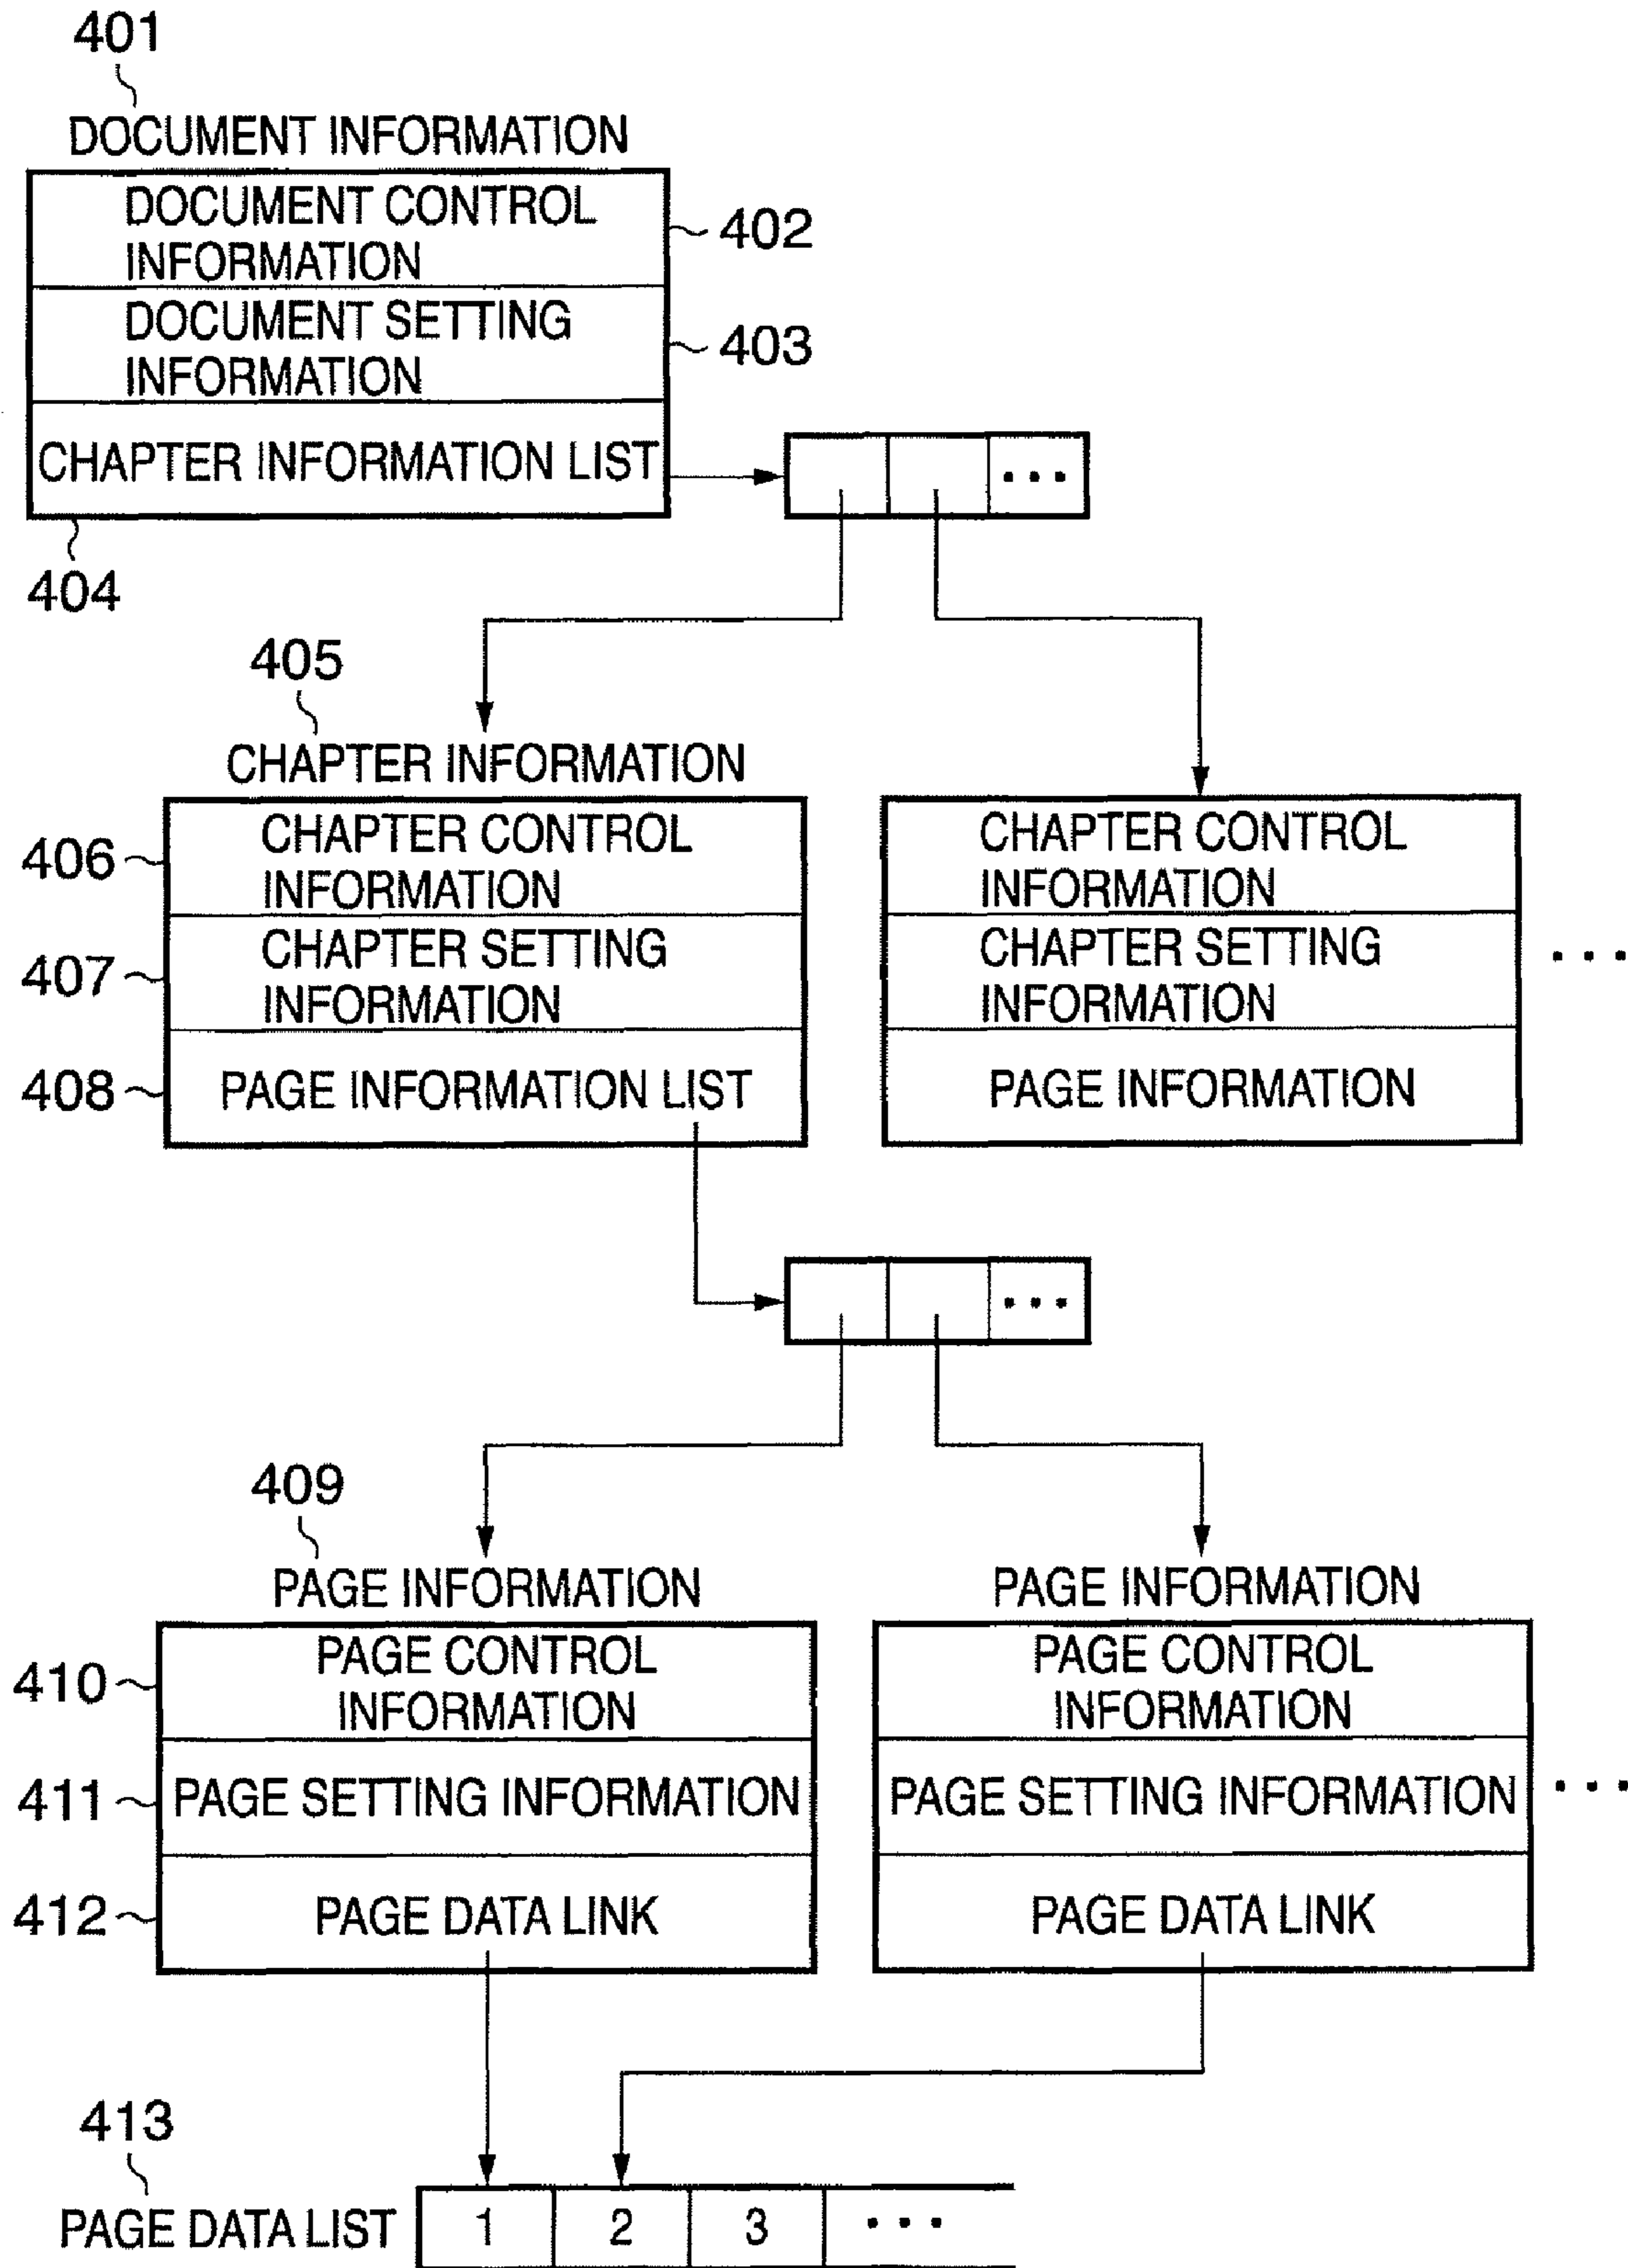 401
DOCUMENT INFORMATION
DOCUMENT CONTROL
INFORMATION
402
DOCUMENT SETTING
INFORMATION
403
CHAPTER INFORMATION LIST
...
404
405
CHAPTER INFORMATION
406
CHAPTER CONTROL
INFORMATION
407
CHAPTER SETTING
INFORMATION
408
PAGE INFORMATION LIST
CHAPTER CONTROL
INFORMATION
CHAPTER SETTING
INFORMATION
...
PAGE INFORMATION
...
409
PAGE INFORMATION
410
PAGE CONTROL
INFORMATION
411
PAGE SETTING INFORMATION
412
PAGE DATA LINK
PAGE INFORMATION
PAGE CONTROL
INFORMATION
PAGE SETTING INFORMATION
...
PAGE DATA LINK
413
PAGE DATA LIST 1 2 3 ...